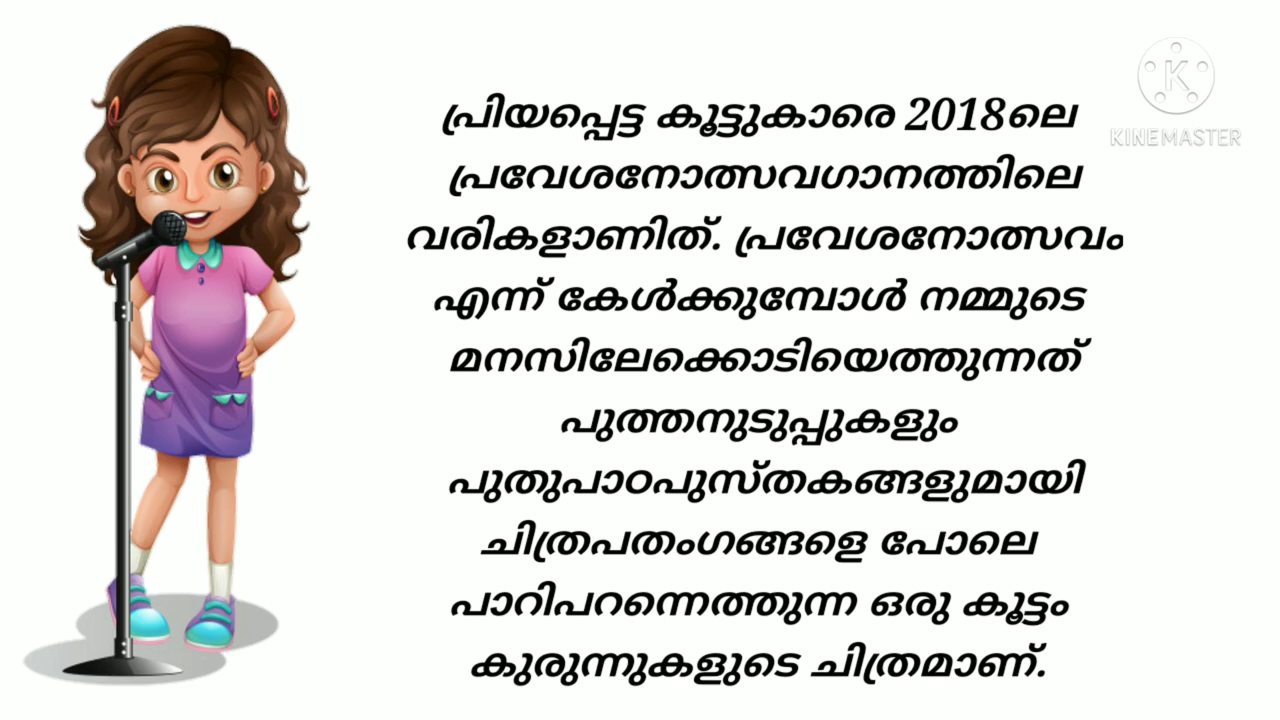 പ്രിയപ്പെട്ട കൂട്ടുകാരെ 2018ലെ
പ്രവേശനോത്സവഗാനത്തിലെ
വരികളാണിത്. പ്രവേശനോത്സവം
എന്ന് കേൾക്കുമ്പോൾ നമ്മുടെ
മനസിലേക്കൊടിയെത്തുന്നത്
പുത്തനുടുപ്പുകളും
പുതുപാഠപുസ്തകങ്ങളുമായി
ചിത്രപതംഗങ്ങളെ പോലെ
പാറിപറന്നെത്തുന്ന ഒരു കൂട്ടം
കുരുന്നുകളുടെ ചിത്രമാണ്.
K
KINEMASTER